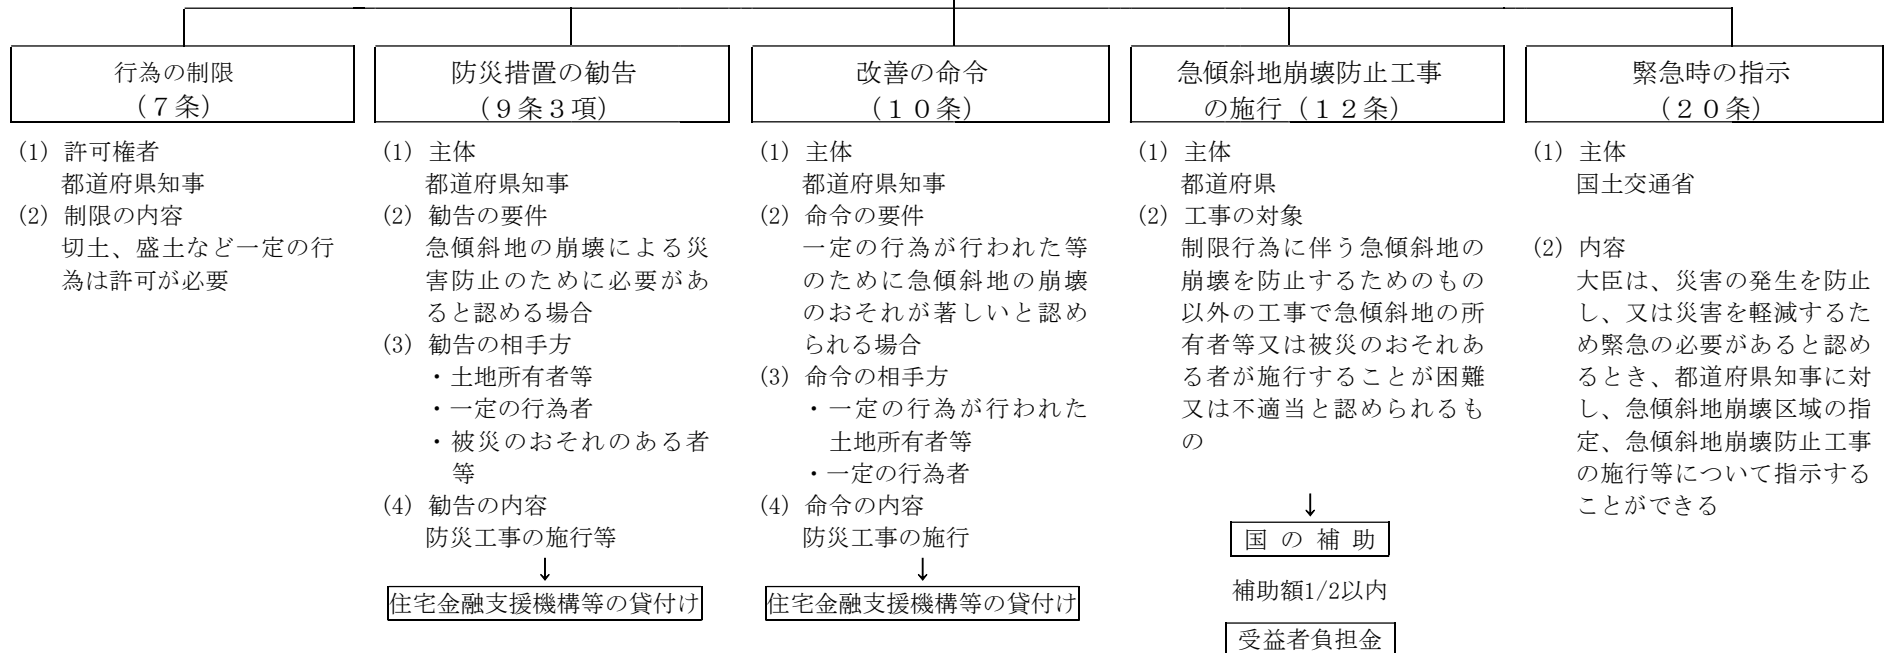 行為の制限
（７条）
(1) 許可権者
都道府県知事
(2) 制限の内容
切土、盛土など一定の行
為は許可が必要
防災措置の勧告
（９条３項）
(1) 主体
都道府県知事
(2) 勧告の要件
急傾斜地の崩壊による災
害防止のために必要があ
ると認める場合
(3) 勧告の相手方
・土地所有者等
・一定の行為者
・被災のおそれのある者
等
(4) 勧告の内容
防災工事の施行等
↓
住宅金融支援機構等の貸付け
改善の命令
（１０条）
(1) 主体
都道府県知事
(2) 命令の要件
一定の行為が行われた等
のために急傾斜地の崩壊
のおそれが著しいと認め
られる場合
(3) 命令の相手方
・一定の行為が行われた
土地所有者等
・一定の行為者
(4) 命令の内容
防災工事の施行
↓
住宅金融支援機構等の貸付け
急傾斜地崩壊防止工事
の施行（１２条）
(1) 主体
都道府県
(2) 工事の対象
制限行為に伴う急傾斜地の
崩壊を防止するためのもの
以外の工事で急傾斜地の所
有者等又は被災のおそれあ
る者が施行することが困難
又は不適当と認められるも
の
↓
国 の 補 助
補助額1/2以内
受益者負担金
緊急時の指示
（２０条）
(1) 主体
国土交通省
(2) 内容
大臣は、災害の発生を防止
し、又は災害を軽減するた
め緊急の必要があると認め
るとき、都道府県知事に対
し、急傾斜地崩壊区域の指
定、急傾斜地崩壊防止工事
の施行等について指示する
ことができる